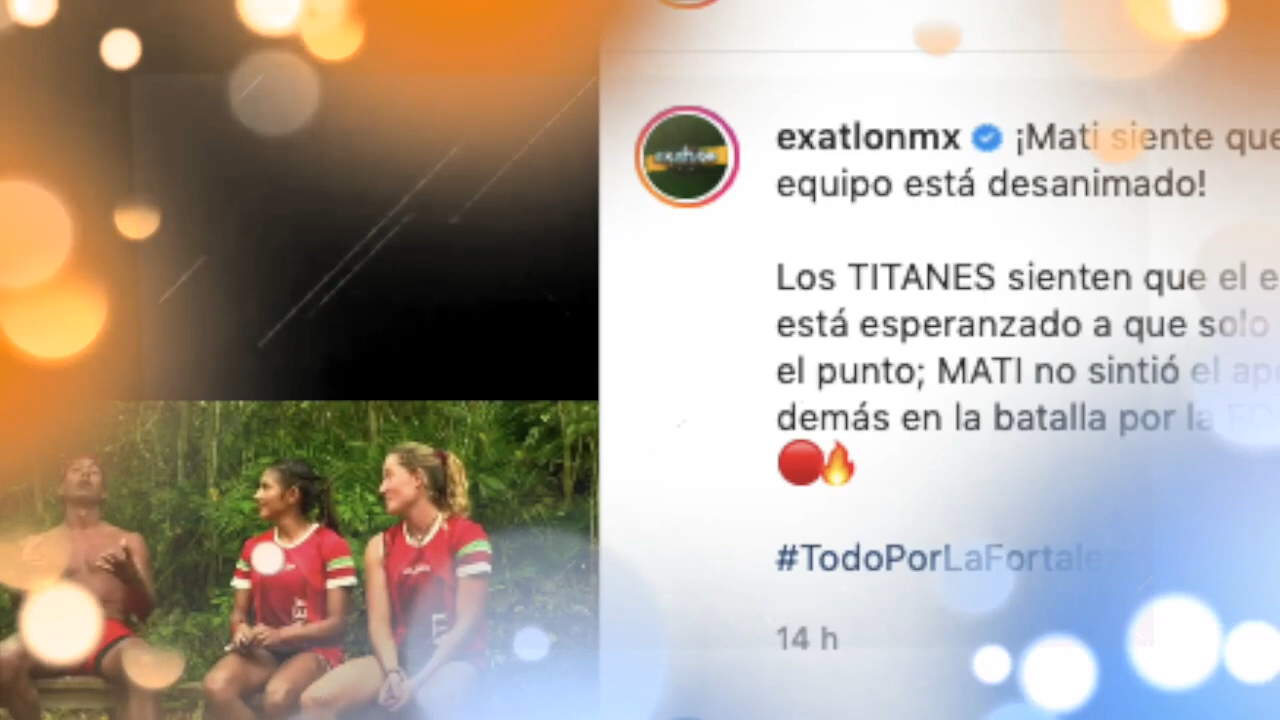 exatlonmx ¡Mati siente que
equipo está desanimado!
Los TITANES sienten que el e
está esperanzado a que solo
el punto; MATI no sintió el ap
demás en la batalla por la
#TodoPorLaFortale
14 h